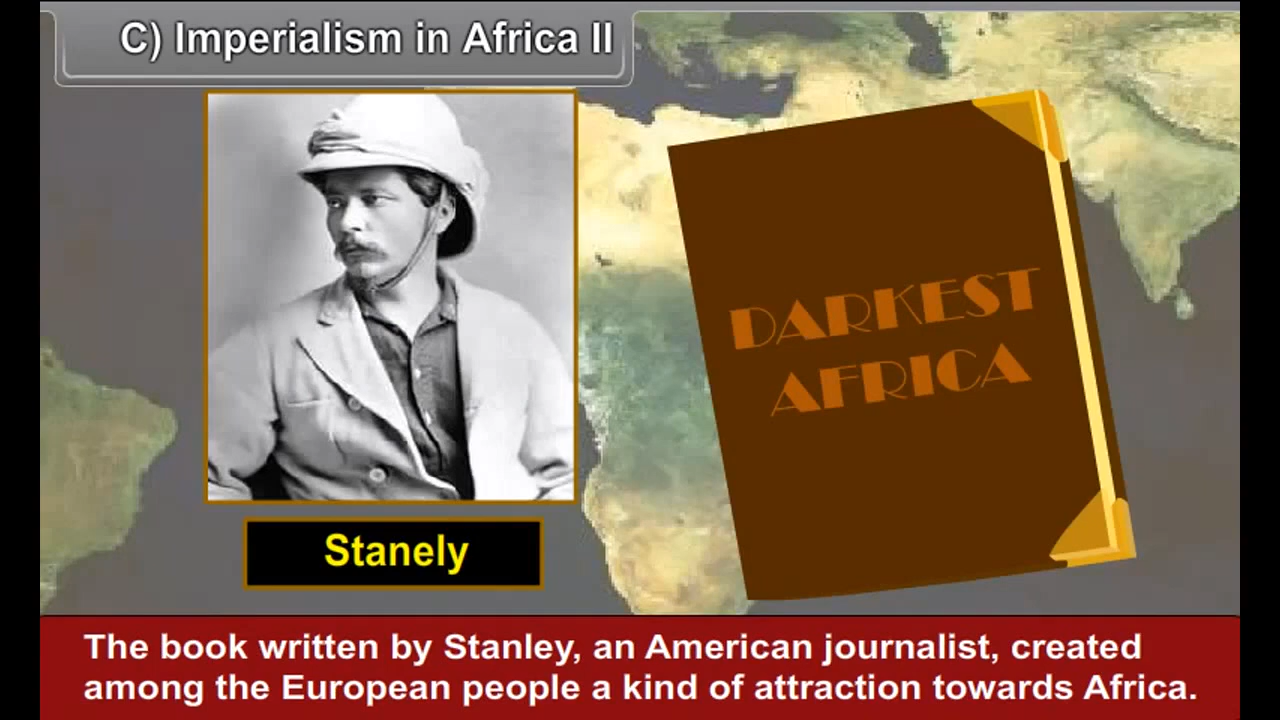 C) Imperialism in Africa II
DARKEST
AFRICA
Stanely
The book written by Stanley, an American journalist, created
among the European people a kind of attraction towards Africa.